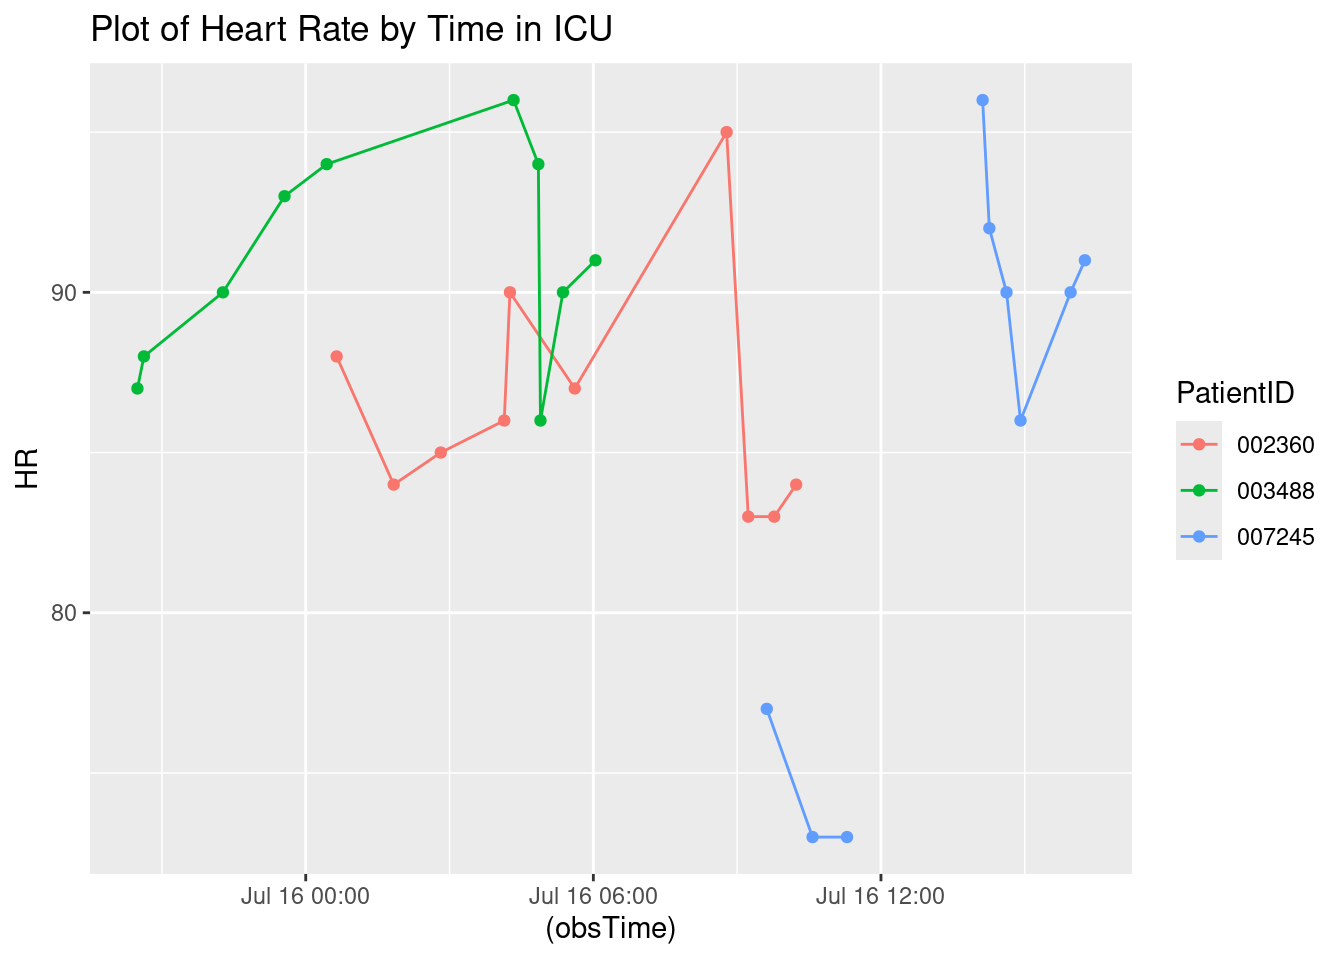 Plot of Heart Rate by Time in ICU
HR
90
80
Jul 16 00:00
Jul 16 06:00
Jul 16 12:00
(obsTime)
PatientID
002360
003488
007245